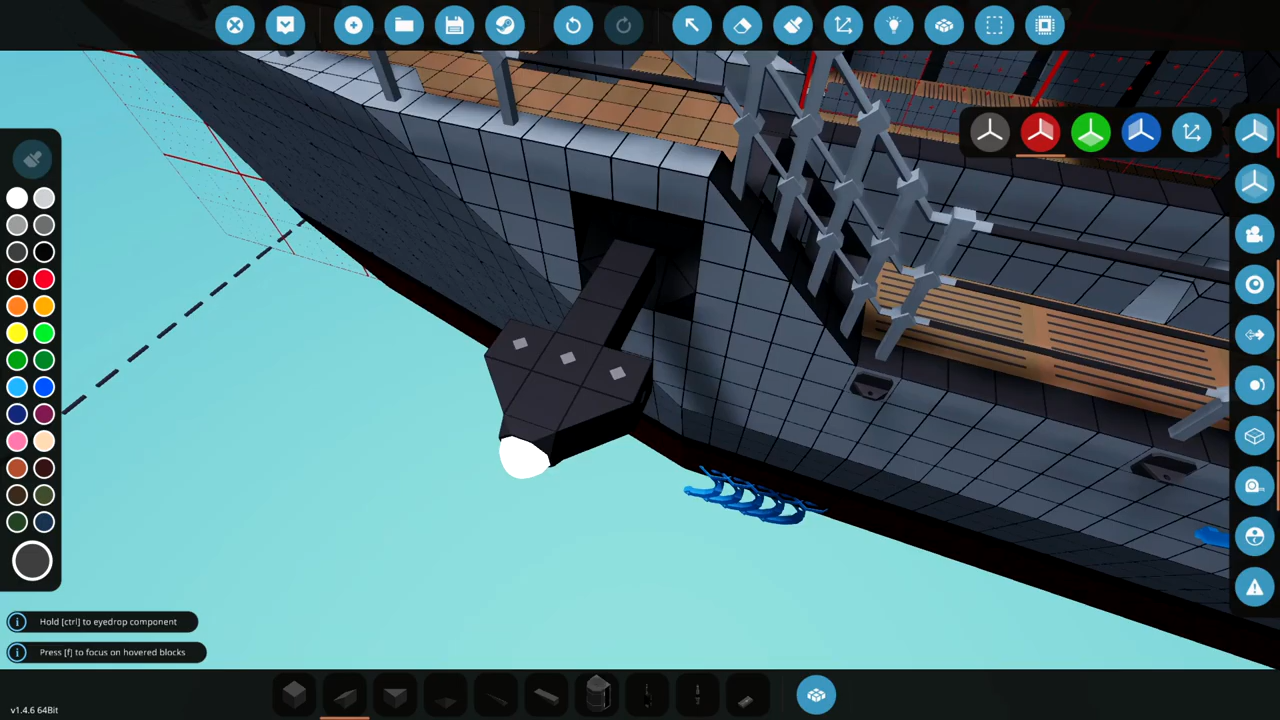 Hold [ctrl] to eyedrop component
Press [f] to focus on hovered blocks
v1.4.6 64Bit